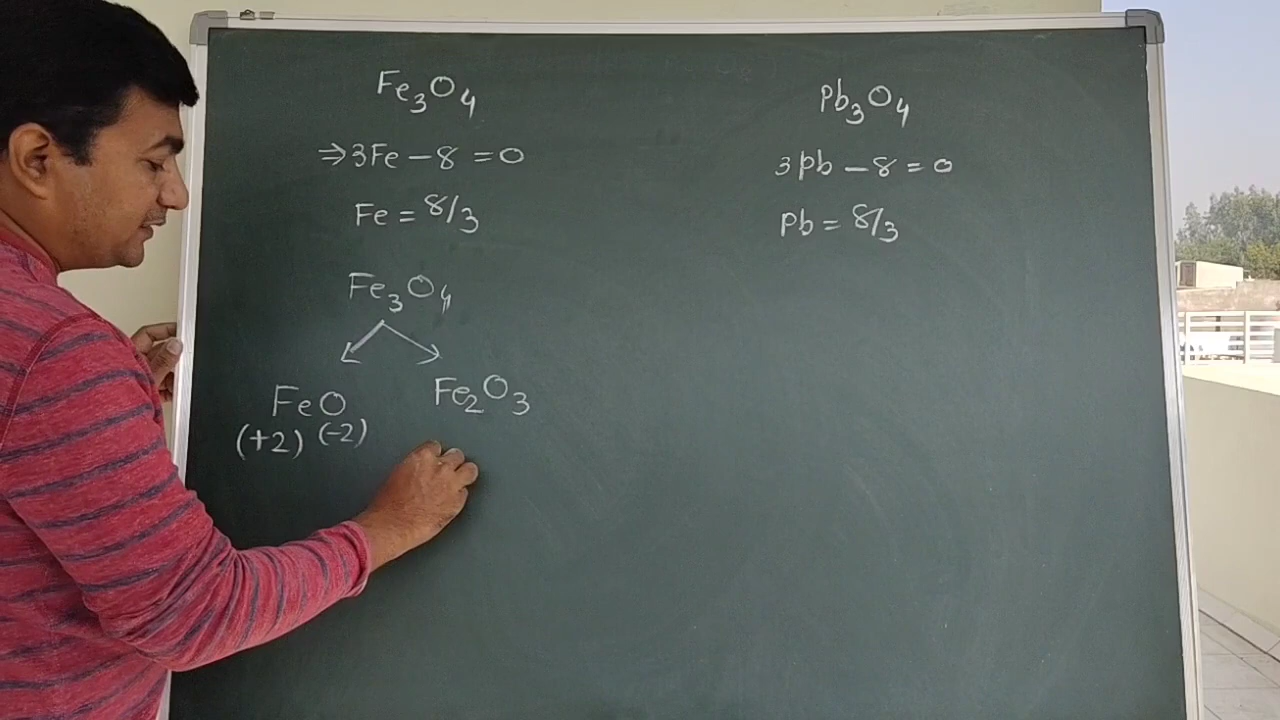 Fe₃O₄
⇒3Fe – 8 = 0
Fe = 8/3
Fe₃O₄
FeO
(+2) (-2)
Fe₂O₃
Pb₃O₄
3Pb – 8 = 0
Pb = 8/3